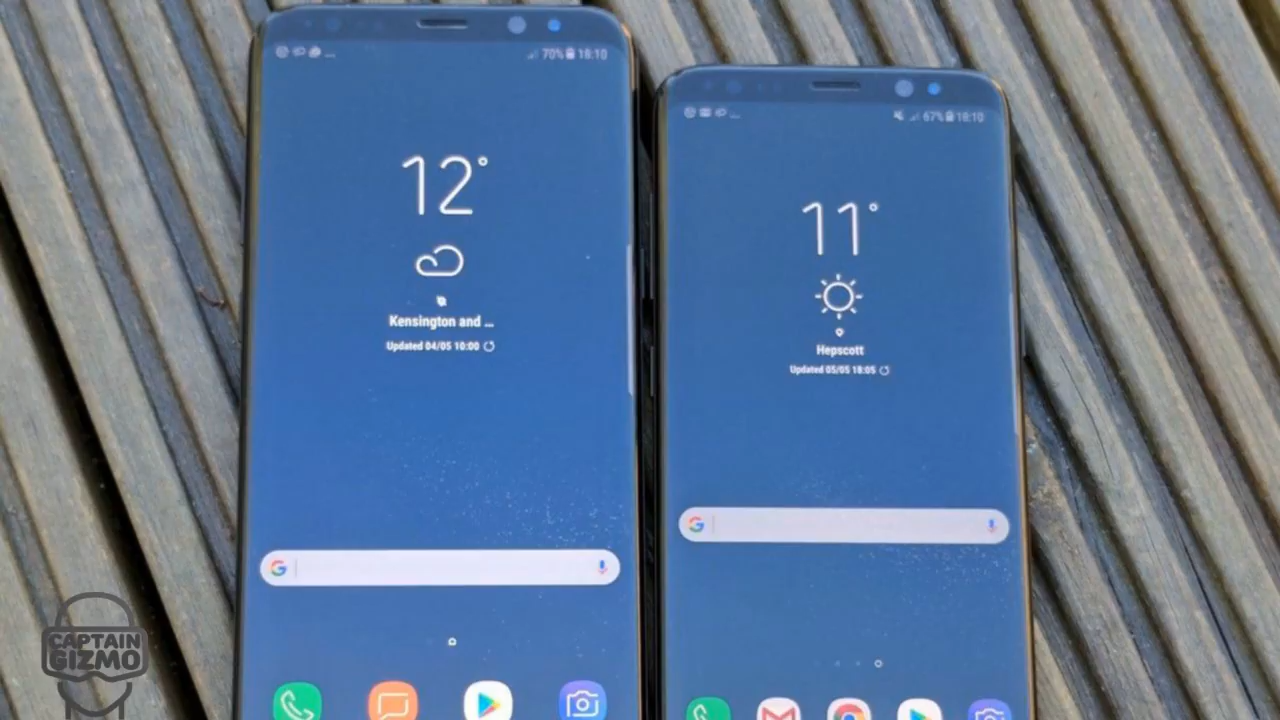 70% 18:10
12°
Kensington and ...
Updated 04/05 10:00
67% 18:10
11°
Hepscott
Updated 05/05 18:05
CAPTAIN
GIZMO